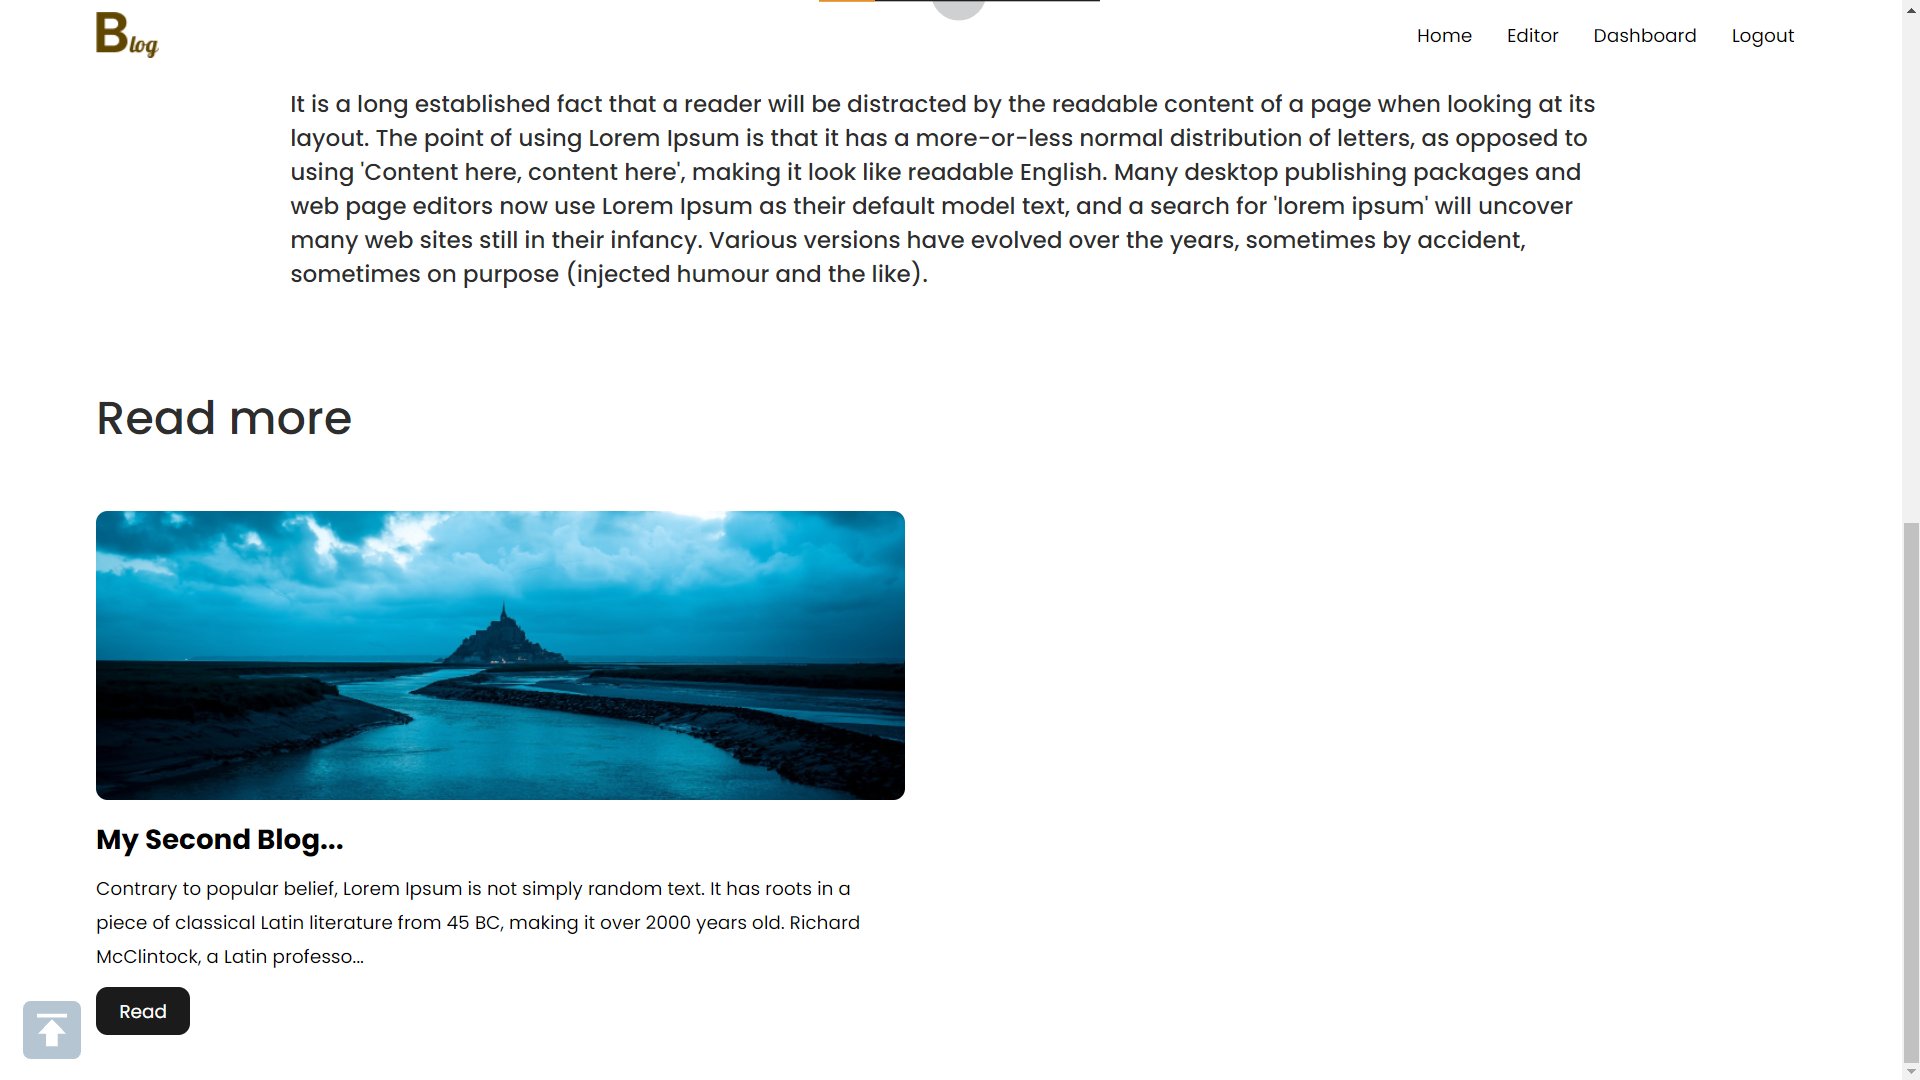 Blog
Home Editor Dashboard Logout
It is a long established fact that a reader will be distracted by the readable content of a page when looking at its
layout. The point of using Lorem Ipsum is that it has a more-or-less normal distribution of letters, as opposed to
using 'Content here, content here', making it look like readable English. Many desktop publishing packages and
web page editors now use Lorem Ipsum as their default model text, and a search for 'lorem ipsum' will uncover
many web sites still in their infancy. Various versions have evolved over the years, sometimes by accident,
sometimes on purpose (injected humour and the like).
Read more
My Second Blog...
Contrary to popular belief, Lorem Ipsum is not simply random text. It has roots in a
piece of classical Latin literature from 45 BC, making it over 2000 years old. Richard
McClintock, a Latin professo...
Read